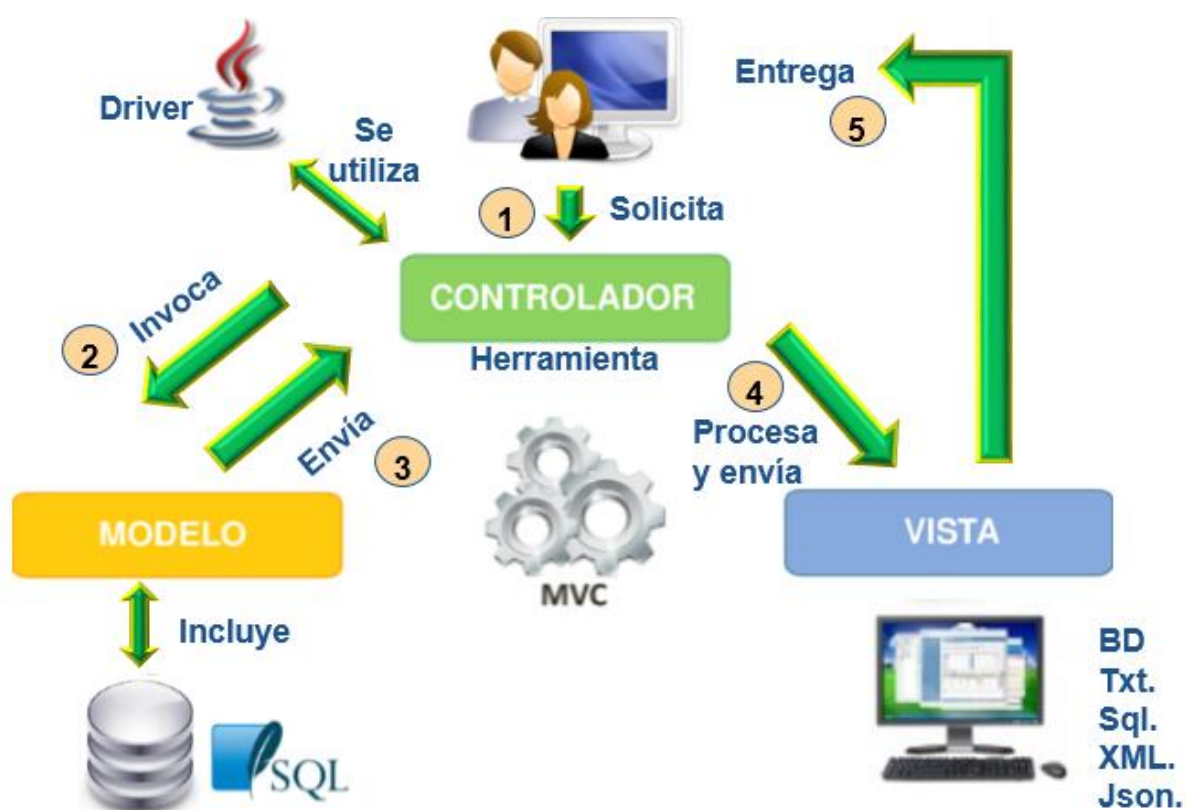 Driver
Se
utiliza
Entrega
5
1
Solicita
CONTROLADOR
Herramienta
2
Invoca
Envía
3
4
Procesa
y envía
MODELO
VISTA
MVC
Incluye
SQL
BD
Txt.
Sql.
XML.
Json.